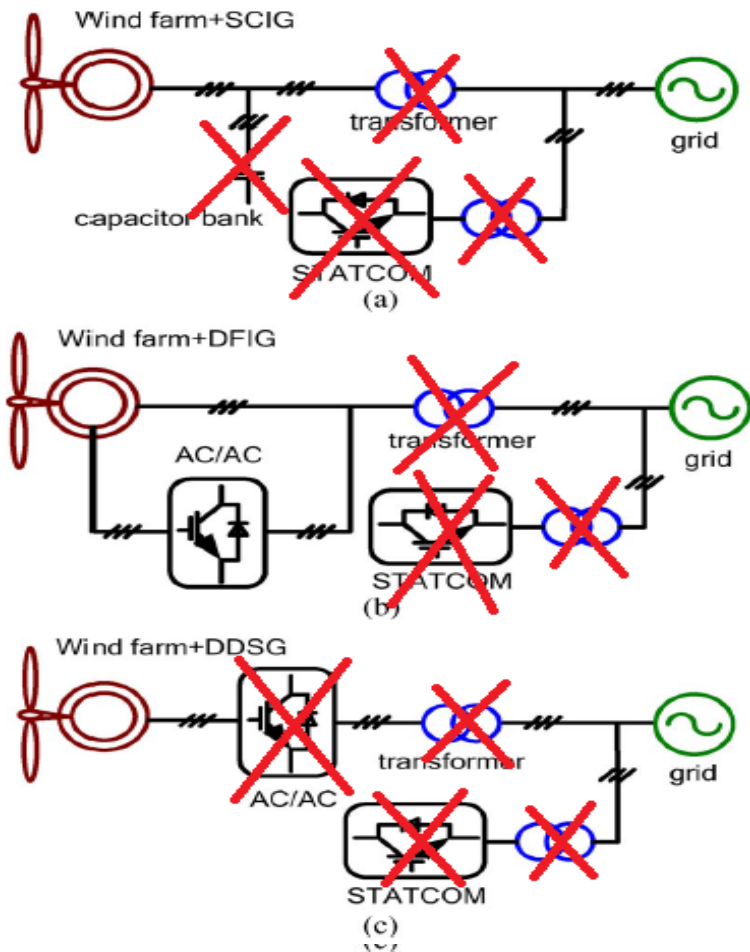 Wind farm+SCIG
transformer
grid
capacitor bank
STATCOM
(a)
Wind farm+DFIG
AC/AC
transformer
grid
STATCOM
(b)
Wind farm+DDSG
transformer
grid
AC/AC
STATCOM
(c)